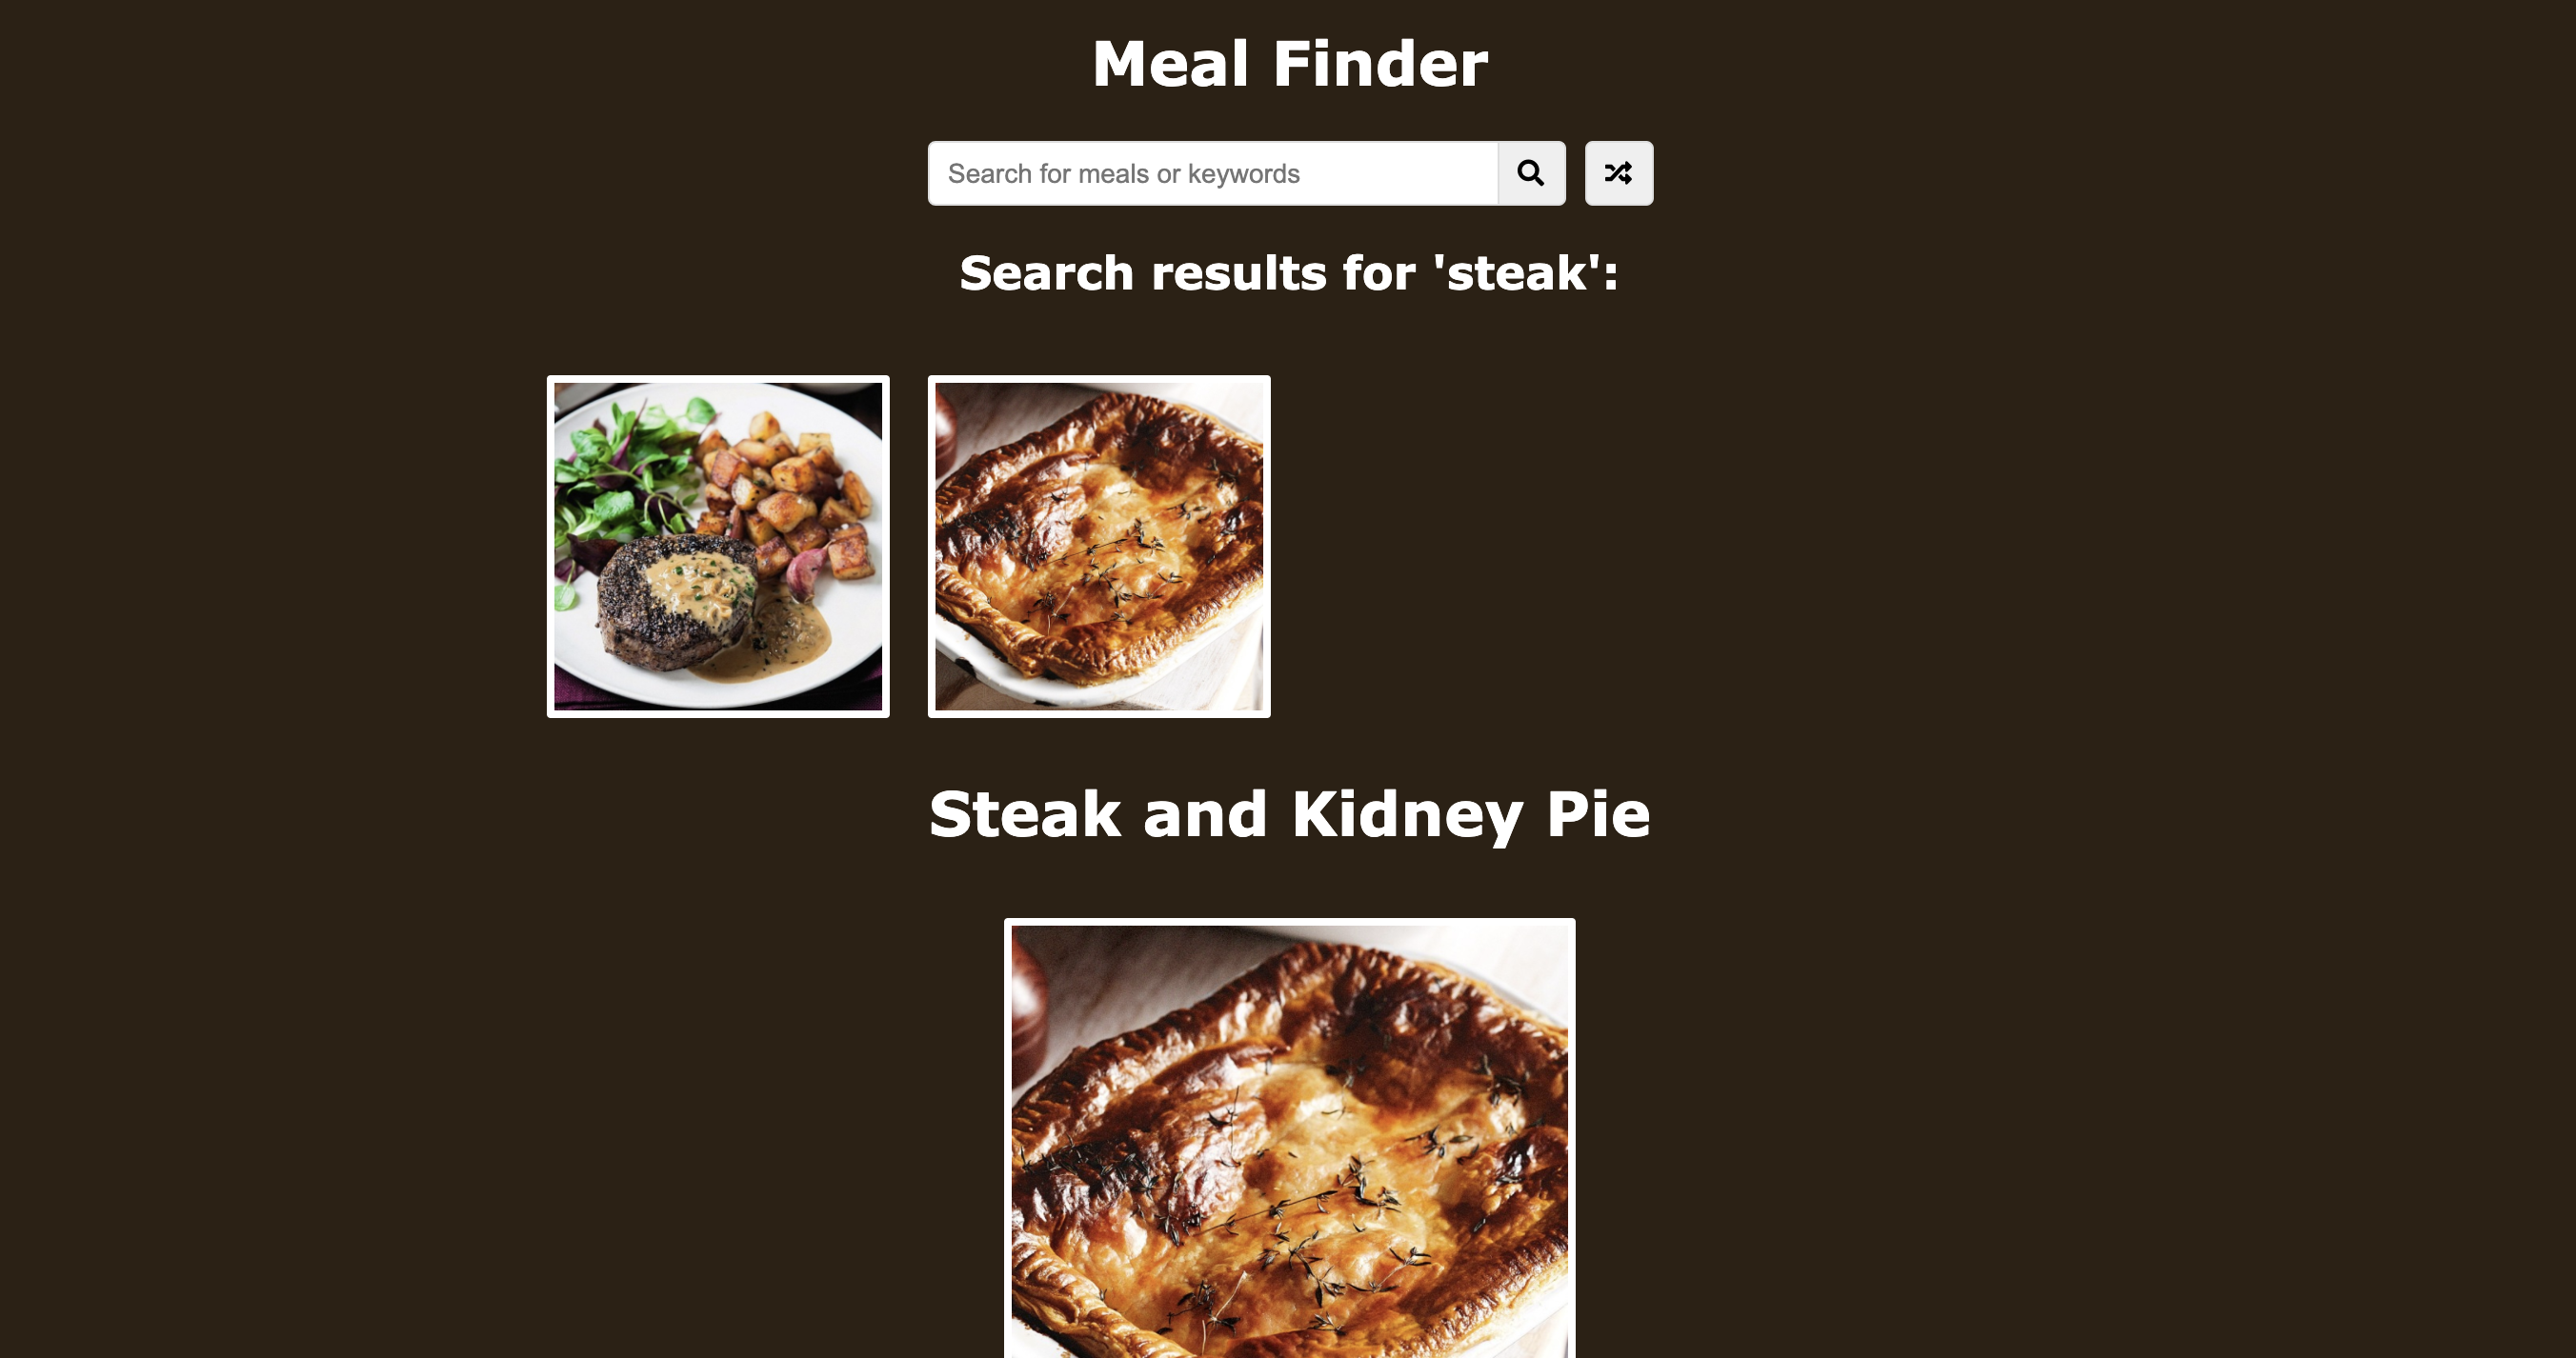 Meal Finder
Search for meals or keywords
Search results for 'steak':
Steak and Kidney Pie